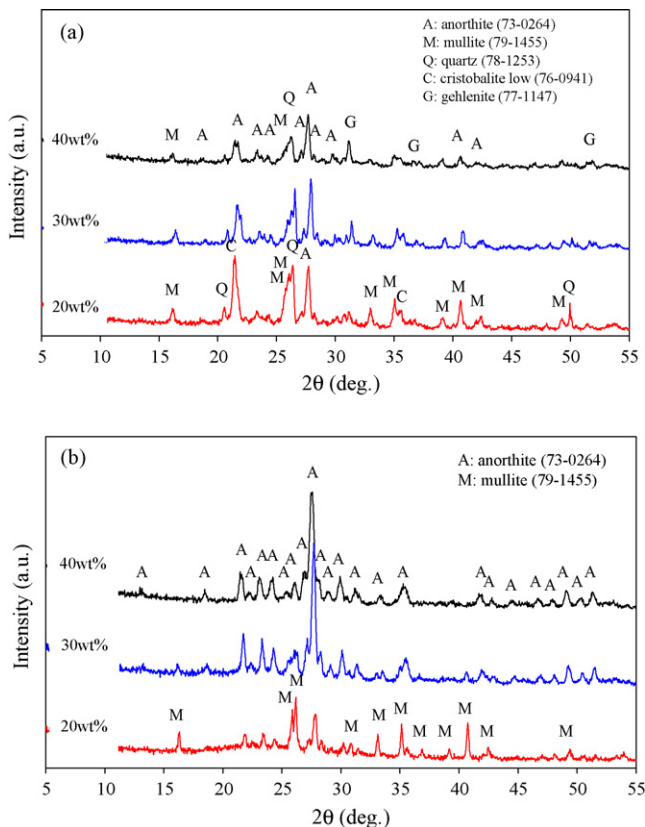 (a)
A: anorthite (73-0264)
M: mullite (79-1455)
Q: quartz (78-1253)
C: cristobalite low (76-0941)
G: gehlenite (77-1147)
Intensity (a.u.)
40wt%
M A A A A M Q A A A A G G A A G
30wt%
20wt%
M Q C M M Q A M M C M M M M Q
5 10 15 20 25 30 35 40 45 50 55
2θ (deg.)
(b)
A: anorthite (73-0264)
M: mullite (79-1455)
Intensity (a.u.)
40wt%
A A A A A A A A A A A A A A A A A A A A A A A
30wt%
20wt%
M M M M M M M M M M M
5 10 15 20 25 30 35 40 45 50 55
2θ (deg.)